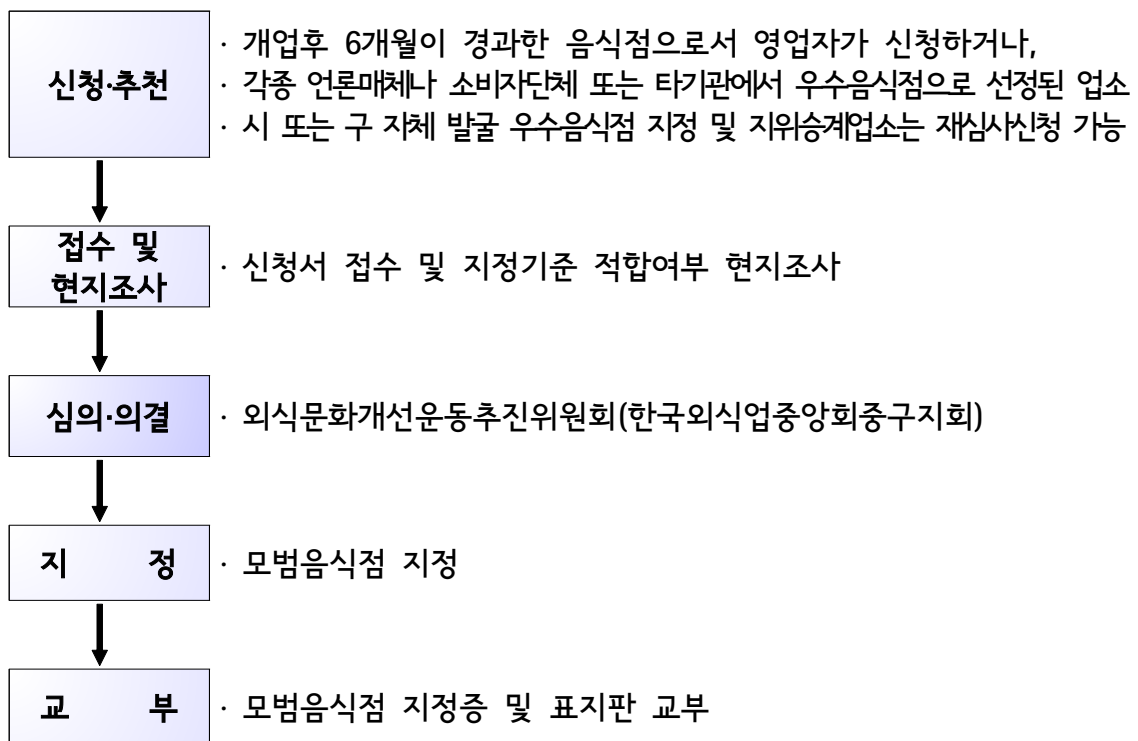 신청·추천
· 개업후 6개월이 경과한 음식점으로서 영업자가 신청하거나,
· 각종 언론매체나 소비자단체 또는 타기관에서 우수음식점으로 선정된 업소
· 시 또는 구 자체 발굴 우수음식점 지정 및 지위승계업소는 재심사신청 가능
접수 및
현지조사
· 신청서 접수 및 지정기준 적합여부 현지조사
심의·의결
· 외식문화개선운동추진위원회(한국외식업중앙회중구지회)
지 정
· 모범음식점 지정
교 부
· 모범음식점 지정증 및 표지판 교부